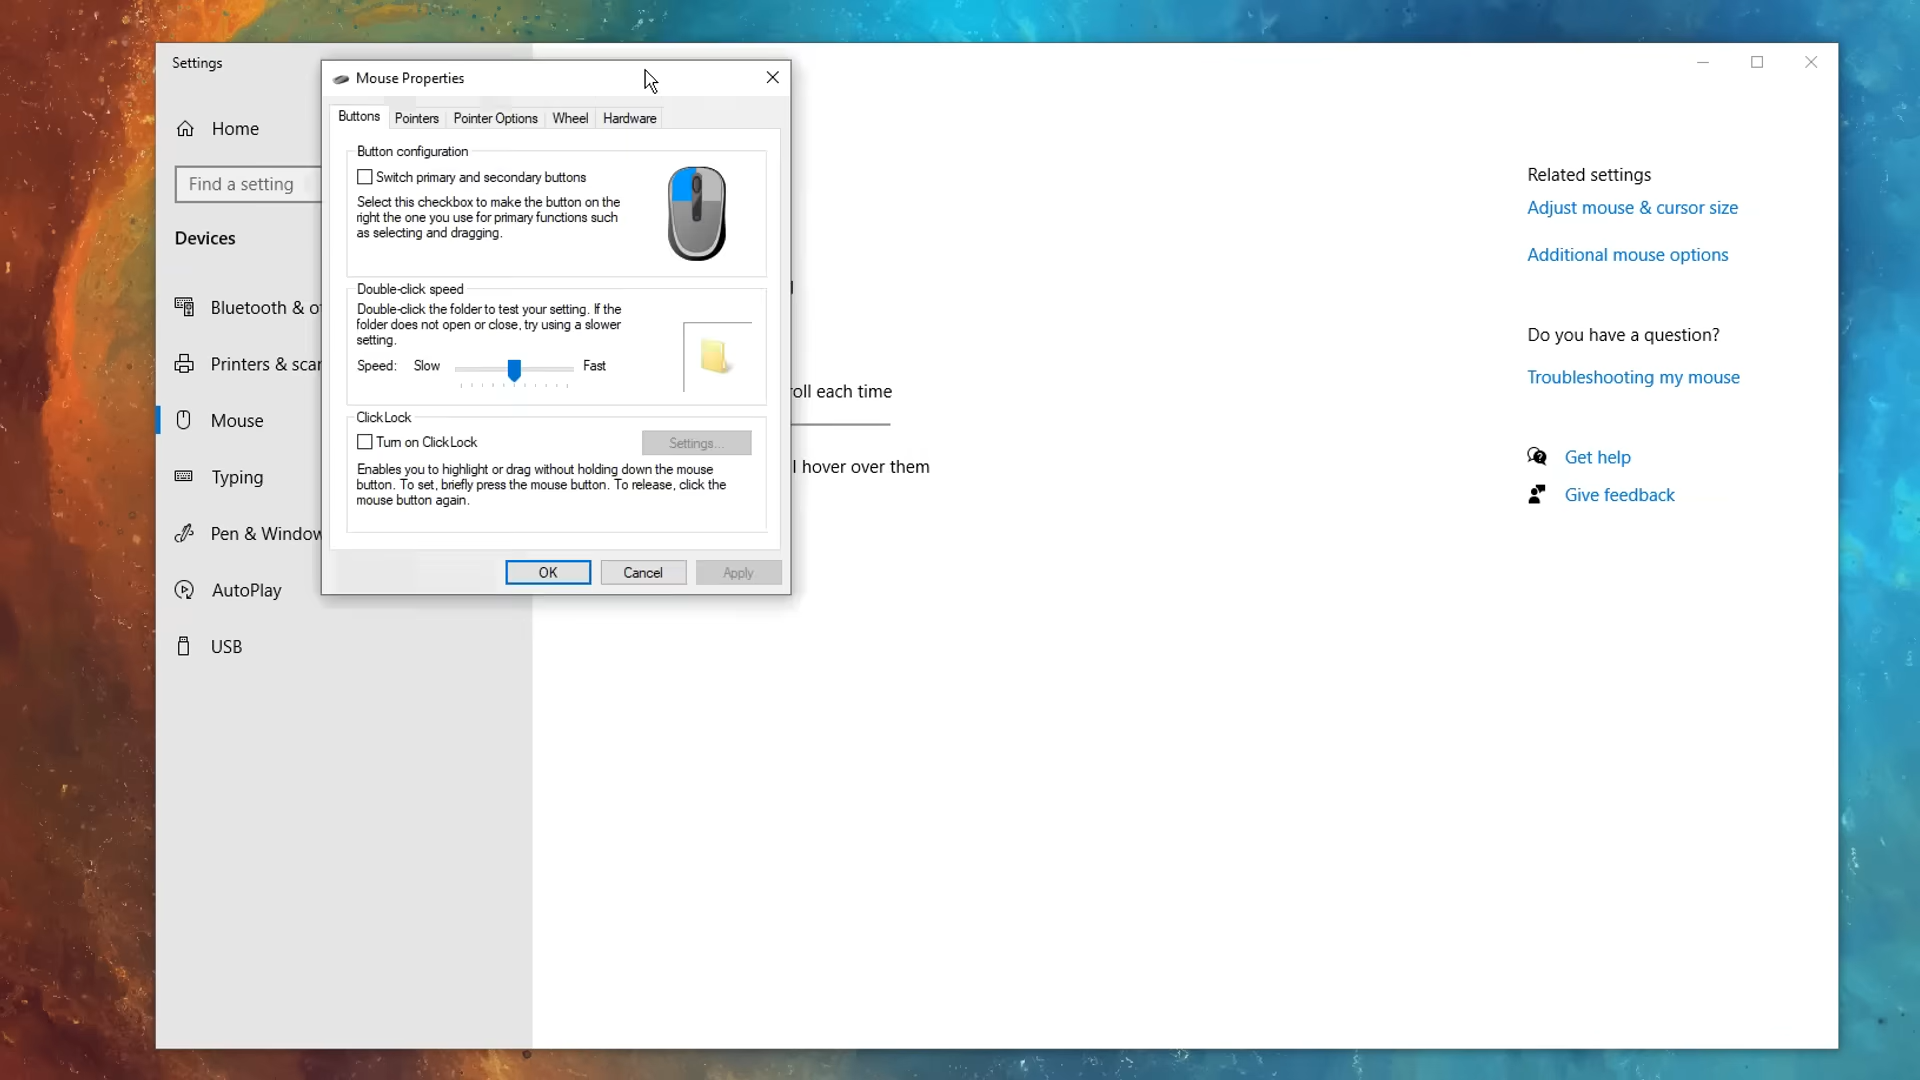 Settings
Home
Find a setting
Devices
Bluetooth & o
Printers & scan
Mouse
Typing
Pen & Window
AutoPlay
USB
Mouse Properties
Buttons
Pointers
Pointer Options
Wheel
Hardware
Button configuration
Switch primary and secondary buttons
Select this checkbox to make the button on the
right the one you use for primary functions such
as selecting and dragging.
Double-click speed
Double-click the folder to test your setting. If the
folder does not open or close, try using a slower
setting.
Speed: Slow Fast
ClickLock
Turn on ClickLock
Settings...
Enables you to highlight or drag without holding down the mouse
button. To set, briefly press the mouse button. To release, click the
mouse button again.
OK
Cancel
Apply
roll each time
I hover over them
Related settings
Adjust mouse & cursor size
Additional mouse options
Do you have a question?
Troubleshooting my mouse
Get help
Give feedback